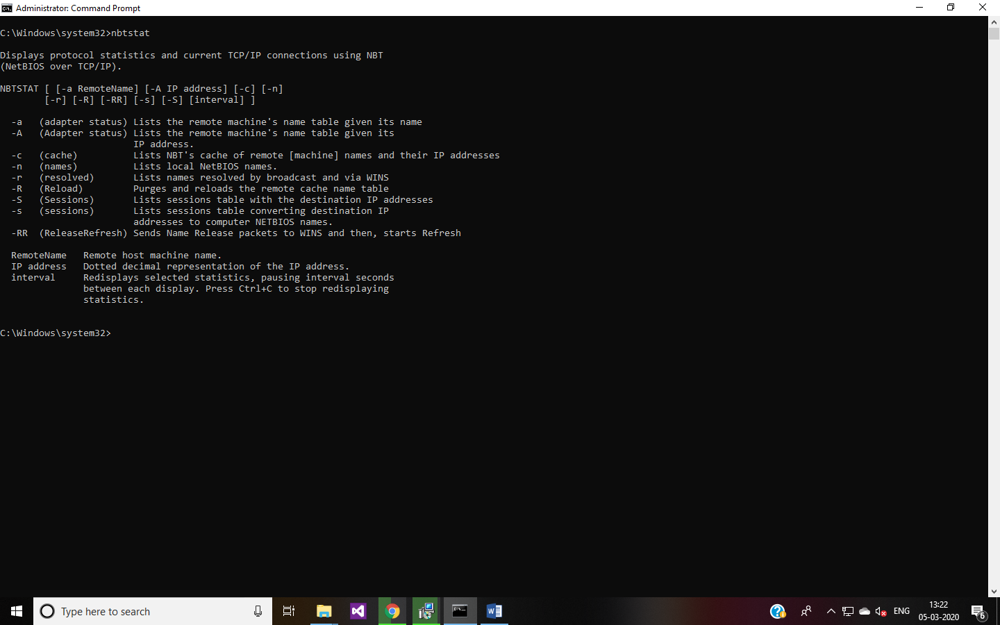 Administrator: Command Prompt
C:\Windows\system32>nbtstat
Displays protocol statistics and current TCP/IP connections using NBT
(NetBIOS over TCP/IP).
NBTSTAT [ [-a RemoteName] [-A IP address] [-c] [-n]
[-r] [-R] [-RR] [-s] [-S] [interval] ]
-a (adapter status) Lists the remote machine's name table given its name
-A (Adapter status) Lists the remote machine's name table given its
IP address.
-c (cache) Lists NBT's cache of remote [machine] names and their IP addresses
-n (names) Lists local NetBIOS names.
-r (resolved) Lists names resolved by broadcast and via WINS
-R (Reload) Purges and reloads the remote cache name table
-S (Sessions) Lists sessions table with the destination IP addresses
-s (sessions) Lists sessions table converting destination IP
addresses to computer NETBIOS names.
-RR (ReleaseRefresh) Sends Name Release packets to WINS and then, starts Refresh
RemoteName Remote host machine name.
IP address Dotted decimal representation of the IP address.
interval Redisplays selected statistics, pausing interval seconds
between each display. Press Ctrl+C to stop redisplaying
statistics.
C:\Windows\system32>
Type here to search
ENG
13:22
05-03-2020
6